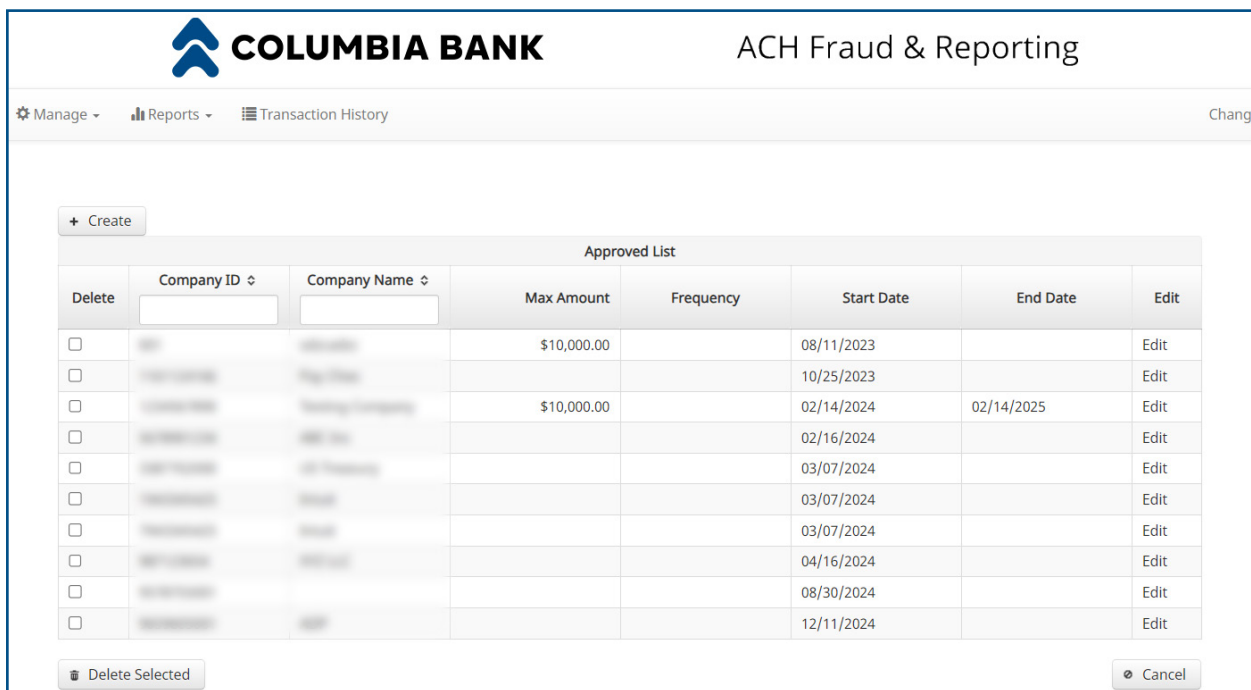 COLUMBIA BANK ACH Fraud & Reporting
Manage Reports Transaction History Chang
+ Create
Approved List
Delete Company ID Company Name Max Amount Frequency Start Date End Date Edit
$10,000.00 08/11/2023 Edit
10/25/2023 Edit
$10,000.00 02/14/2024 02/14/2025 Edit
02/16/2024 Edit
03/07/2024 Edit
03/07/2024 Edit
03/07/2024 Edit
04/16/2024 Edit
08/30/2024 Edit
12/11/2024 Edit
Delete Selected Cancel